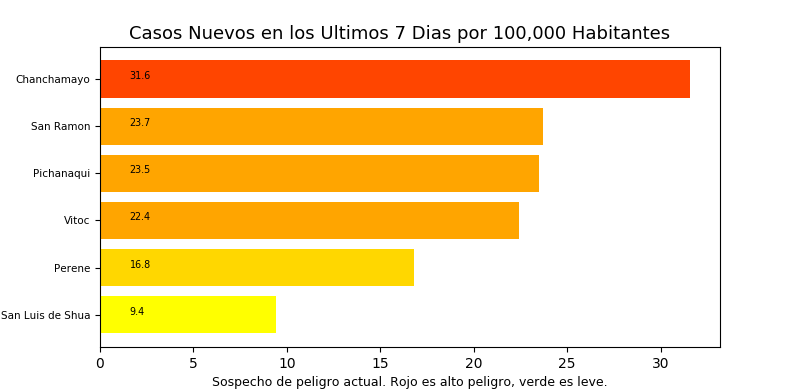 Casos Nuevos en los Ultimos 7 Dias por 100,000 Habitantes
Chanchamayo 31.6
San Ramon 23.7
Pichanaqui 23.5
Vitoc 22.4
Perene 16.8
San Luis de Shua 9.4
0 5 10 15 20 25 30
Sospecho de peligro actual. Rojo es alto peligro, verde es leve.